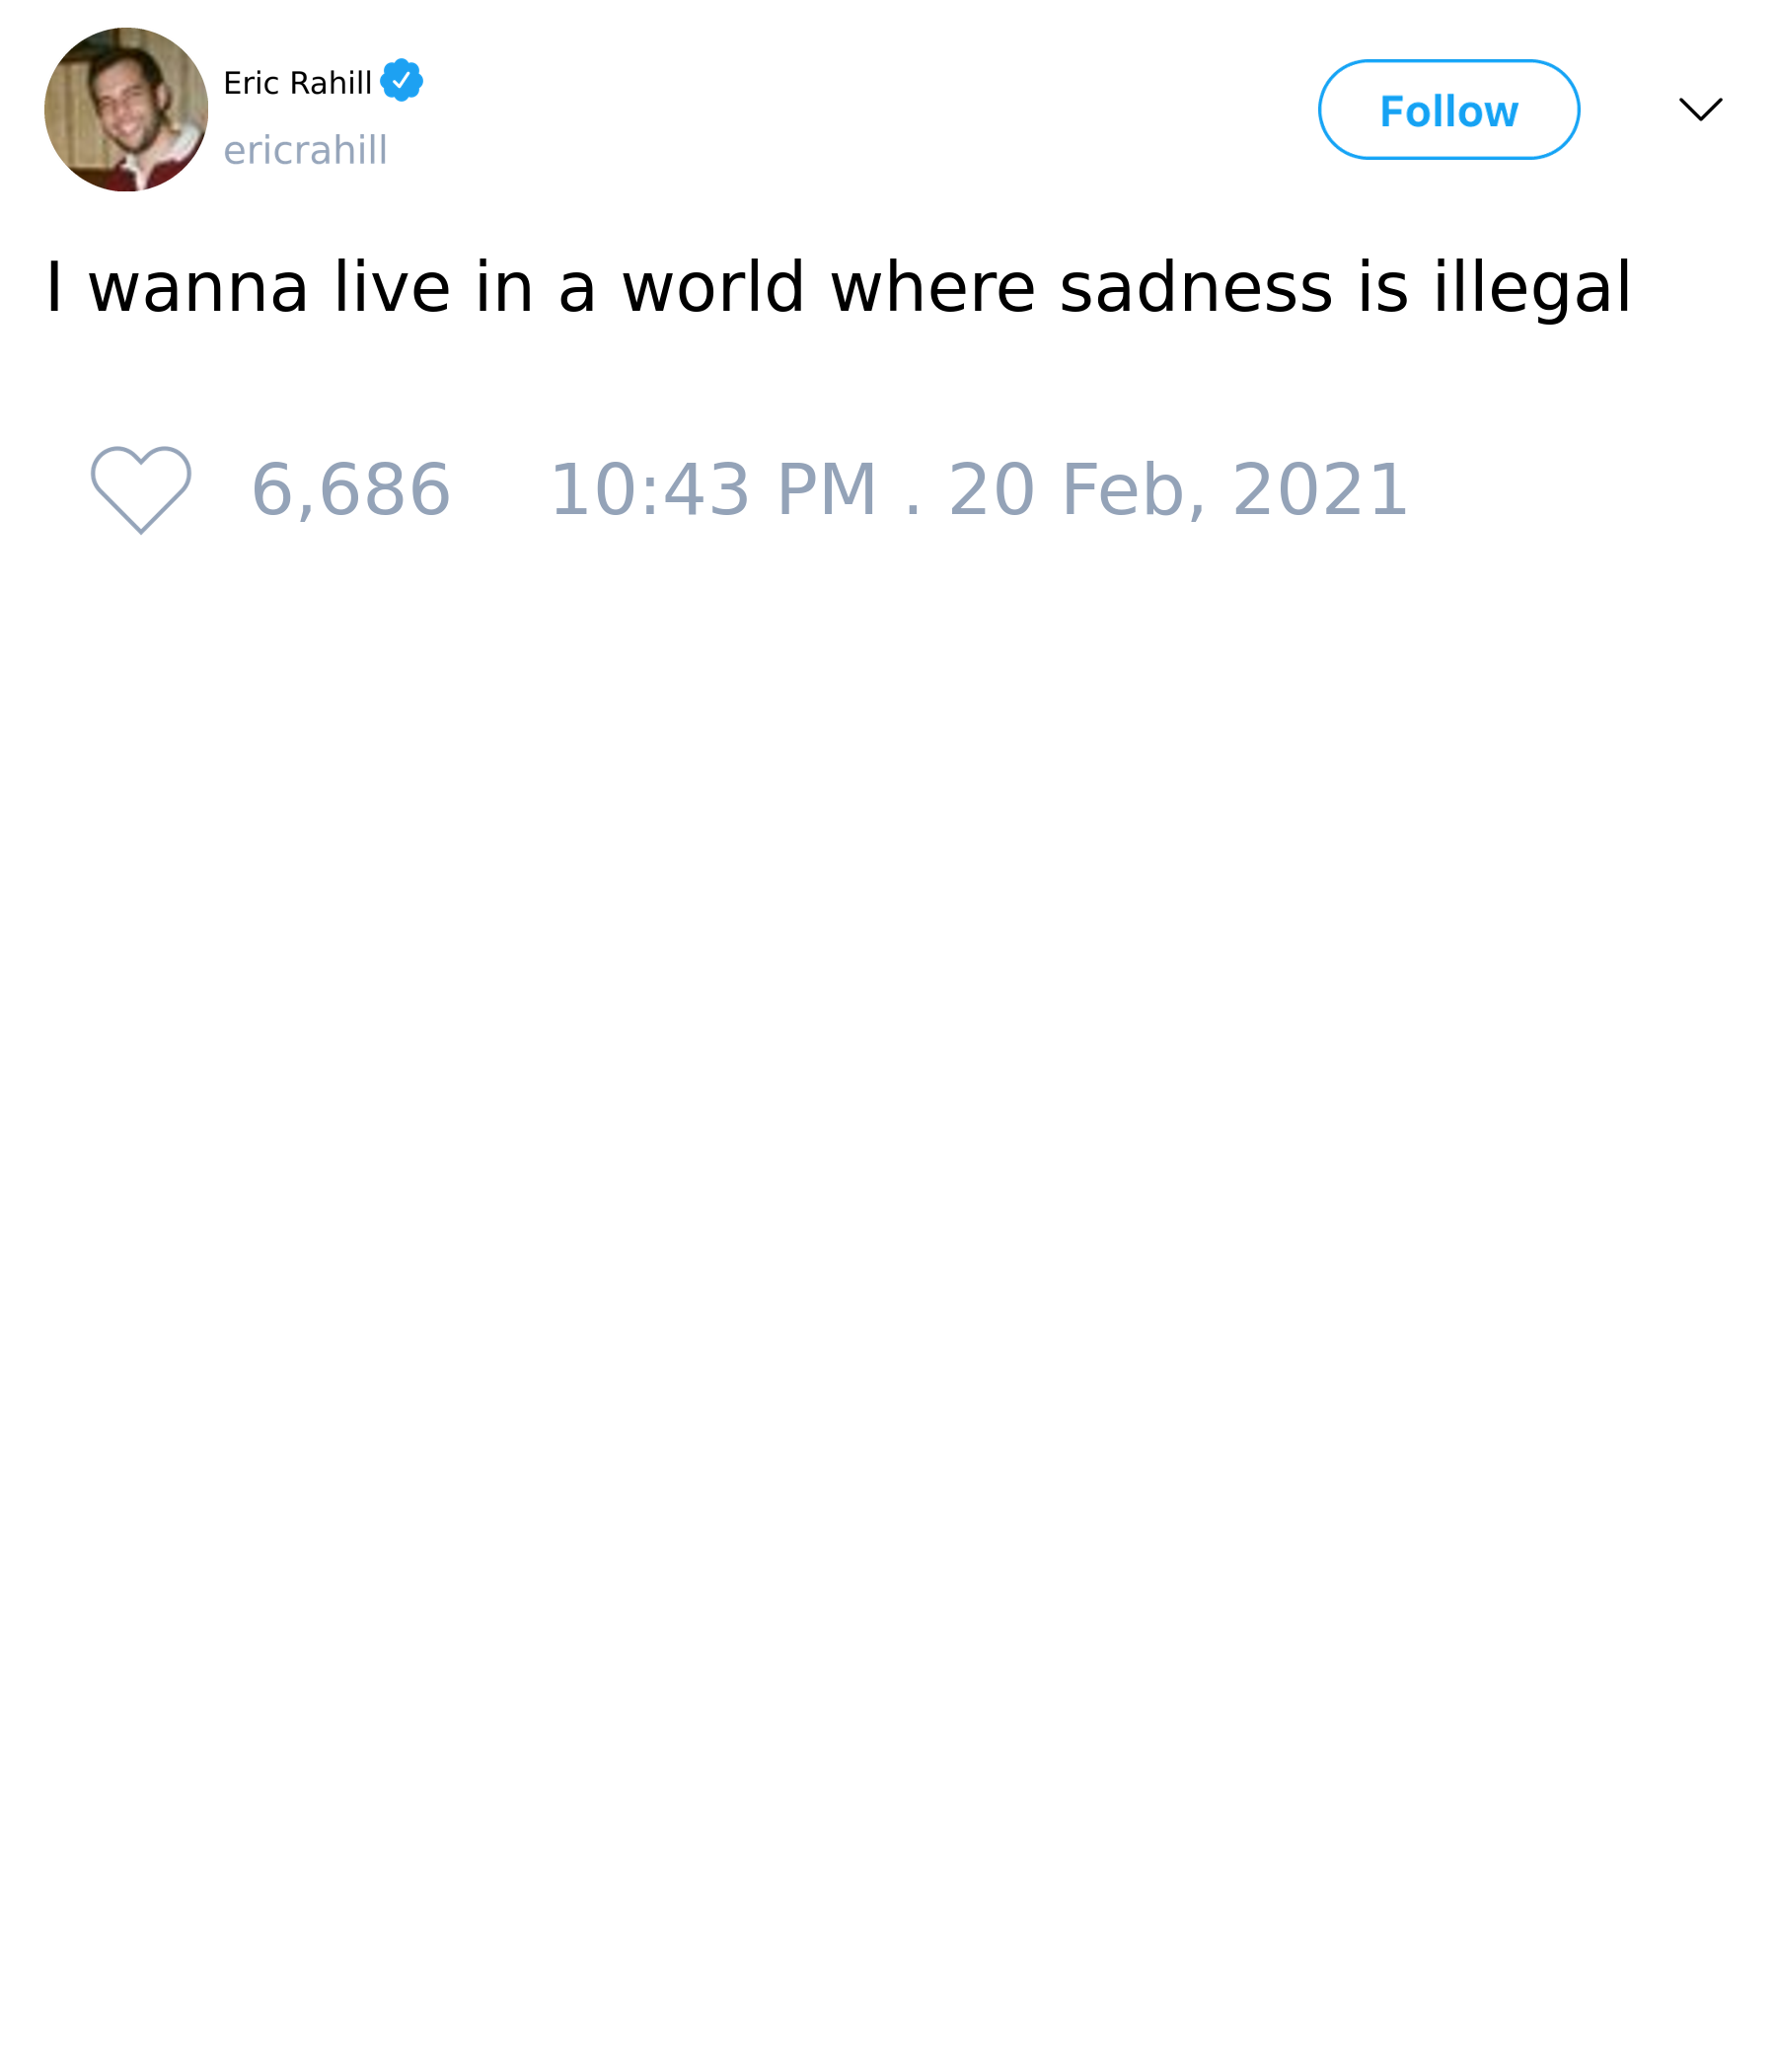 Eric Rahill
ericrahill
Follow
I wanna live in a world where sadness is illegal
6,686 10:43 PM . 20 Feb, 2021